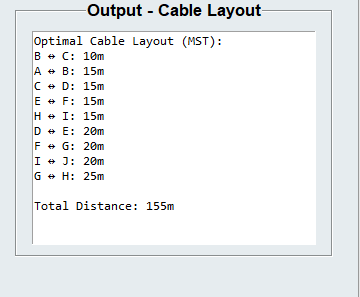 Output - Cable Layout
Optimal Cable Layout (MST):
B ↔ C: 10m
A ↔ B: 15m
C ↔ D: 15m
E ↔ F: 15m
H ↔ I: 15m
D ↔ E: 20m
F ↔ G: 20m
I ↔ J: 20m
G ↔ H: 25m
Total Distance: 155m